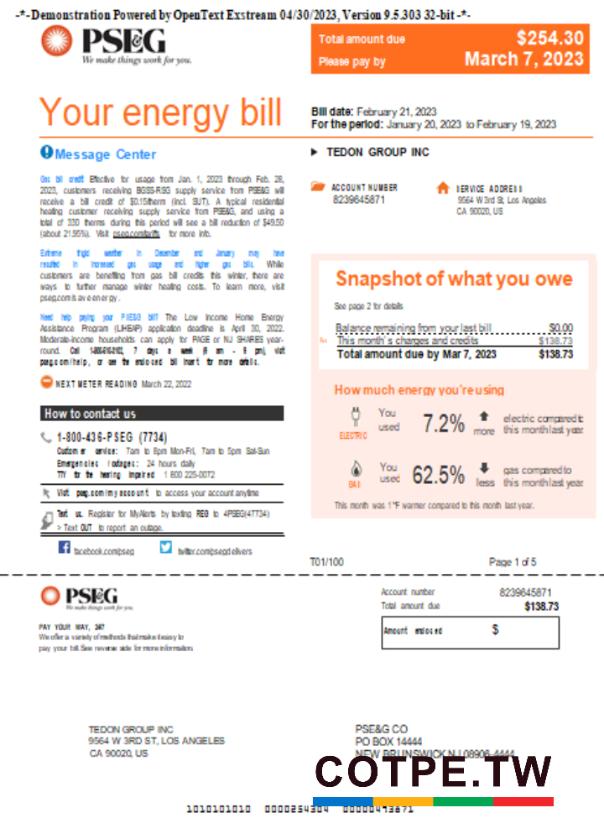 -*-Demonstration Powered by OpenText Exstream 04/30/2023, Version 9.5.303 32-bit -*-
PSE&G
We make things work for you.
Total amount due $254.30
Please pay by March 7, 2023
Your energy bill
Bill date: February 21, 2023
For the period: January 20, 2023 to February 19, 2023
Message Center
Gas bill credit Effective for usage from Jan. 1, 2023 through Feb, 28,
2023, customers receiving BGSS-RSG supply service from PSE&G will
receive a bill credit of $0.15/therm (incl. SUT). A typical residential
heating customer receiving supply service from PSE&G, and using a
total of 330 therms during this period will see a bill reduction of $49.50
(about 21.95%). Visit pseg.com/tariffs for more info.
Extreme frigid weather in December and January may have
resulted in increased gas usage and higher gas bills. While
customers are benefiting from gas bill credits this winter, there are
ways to further manage winter heating costs. To learn more, visit
Need help paying your PSE&G bill? The Low Income Home Energy
Assistance Program (LIHEAP) application deadline is April 30, 2022.
Moderate-income households can apply for PAGE or NJ SHARES year-
round. Call 7 days a week visit
pseg.com/help, or see the enclosed bill insert for more details.
NEXT METER READING March 22, 2022
How to contact us
1-800-436-PSEG (7734)
Customer service: 7am to 8pm Mon-Fri, 7am to 5pm Sat-Sun
Emergencies /outages: 24 hours daily
TTY for the hearing impaired 1 800 225-0072
Visit pseg.com/myaccount to access your account anytime
Text us. Register for MyAlerts by texting REG to 4PSEG(47734)
> Text OUT to report an outage.
facebook.com/pseg
twitter.com/psegdelivers
TEDON GROUP INC
ACCOUNT NUMBER
8239645871
SERVICE ADDRESS
9564 W 3rd St, Los Angeles
CA 90020, US
Snapshot of what you owe
See page 2 for details
Balance remaining from your last bill $0.00
This month's charges and credits $138.73
Total amount due by Mar 7, 2023 $138.73
How much energy you're using
ELECTRIC
You used 7.2% more electric compared to this month last year
GAS
You used 62.5% less gas compared to this month last year
This month was 1°F warmer compared to this month last year.
T01/100
Page 1 of 5
PSE&G
We make things work for you.
PAY YOUR WAY, 24/7
We offer a variety of methods that make it easy to
pay your bill. See reverse side for more information.
Account number 8239645871
Total amount due $138.73
Amount enclosed $
TEDON GROUP INC
9564 W 3RD ST, LOS ANGELES
CA 90020, US
PSE&G CO
PO BOX 14444
NEW BRUNSWICK NJ 08906-4444
COTPE.TW
1010101010 0000254304 00000493871